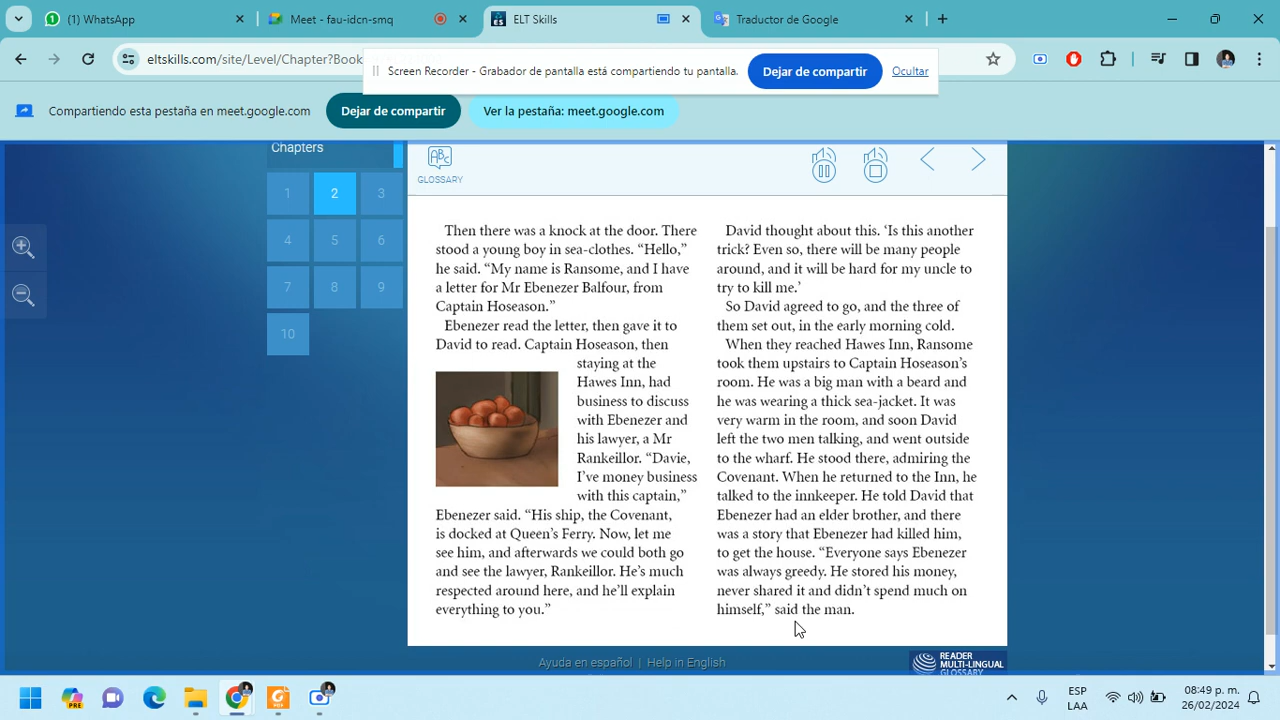 (1) WhatsApp
Meet - fau-idcn-smq
ELT Skills
Traductor de Google
eltskills.com/site/Level/Chapter?Book
Screen Recorder - Grabador de pantalla está compartiendo tu pantalla.
Dejar de compartir
Ocultar
Compartiendo esta pestaña en meet.google.com
Dejar de compartir
Ver la pestaña: meet.google.com
Chapters
1 2 3
4 5 6
7 8 9
10
ABC
GLOSSARY
Then there was a knock at the door. There
stood a young boy in sea-clothes. “Hello,”
he said. “My name is Ransome, and I have
a letter for Mr Ebenezer Balfour, from
Captain Hoseason.”
Ebenezer read the letter, then gave it to
David to read. Captain Hoseason, then
staying at the
Hawes Inn, had
business to discuss
with Ebenezer and
his lawyer, a Mr
Rankeillor. “Davie,
I’ve money business
with this captain,”
Ebenezer said. “His ship, the Covenant,
is docked at Queen’s Ferry. Now, let me
see him, and afterwards we could both go
and see the lawyer, Rankeillor. He’s much
respected around here, and he’ll explain
everything to you.”
David thought about this. ‘Is this another
trick? Even so, there will be many people
around, and it will be hard for my uncle to
try to kill me.’
So David agreed to go, and the three of
them set out, in the early morning cold.
When they reached Hawes Inn, Ransome
took them upstairs to Captain Hoseason’s
room. He was a big man with a beard and
he was wearing a thick sea-jacket. It was
very warm in the room, and soon David
left the two men talking, and went outside
to the wharf. He stood there, admiring the
Covenant. When he returned to the Inn, he
talked to the innkeeper. He told David that
Ebenezer had an elder brother, and there
was a story that Ebenezer had killed him,
to get the house. “Everyone says Ebenezer
was always greedy. He stored his money,
never shared it and didn’t spend much on
himself,” said the man.
Ayuda en español | Help in English
READER
MULTI-LINGUAL
GLOSSARY
PRE
ESP
LAA
08:49 p. m.
26/02/2024